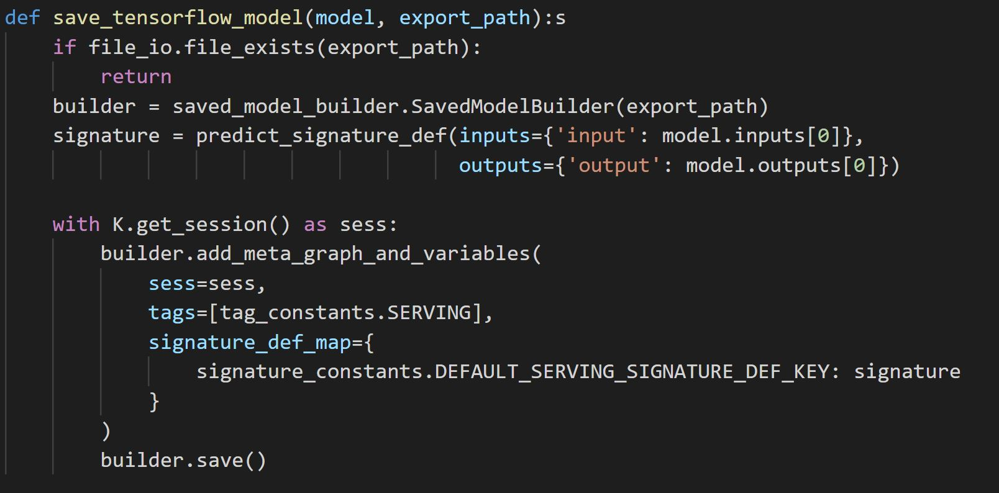 def save_tensorflow_model(model, export_path):s
    if file_io.file_exists(export_path):
        return
    builder = saved_model_builder.SavedModelBuilder(export_path)
    signature = predict_signature_def(inputs={'input': model.inputs[0]},
                                      outputs={'output': model.outputs[0]})

    with K.get_session() as sess:
        builder.add_meta_graph_and_variables(
            sess=sess,
            tags=[tag_constants.SERVING],
            signature_def_map={
                signature_constants.DEFAULT_SERVING_SIGNATURE_DEF_KEY: signature
            }
        )
        builder.save()